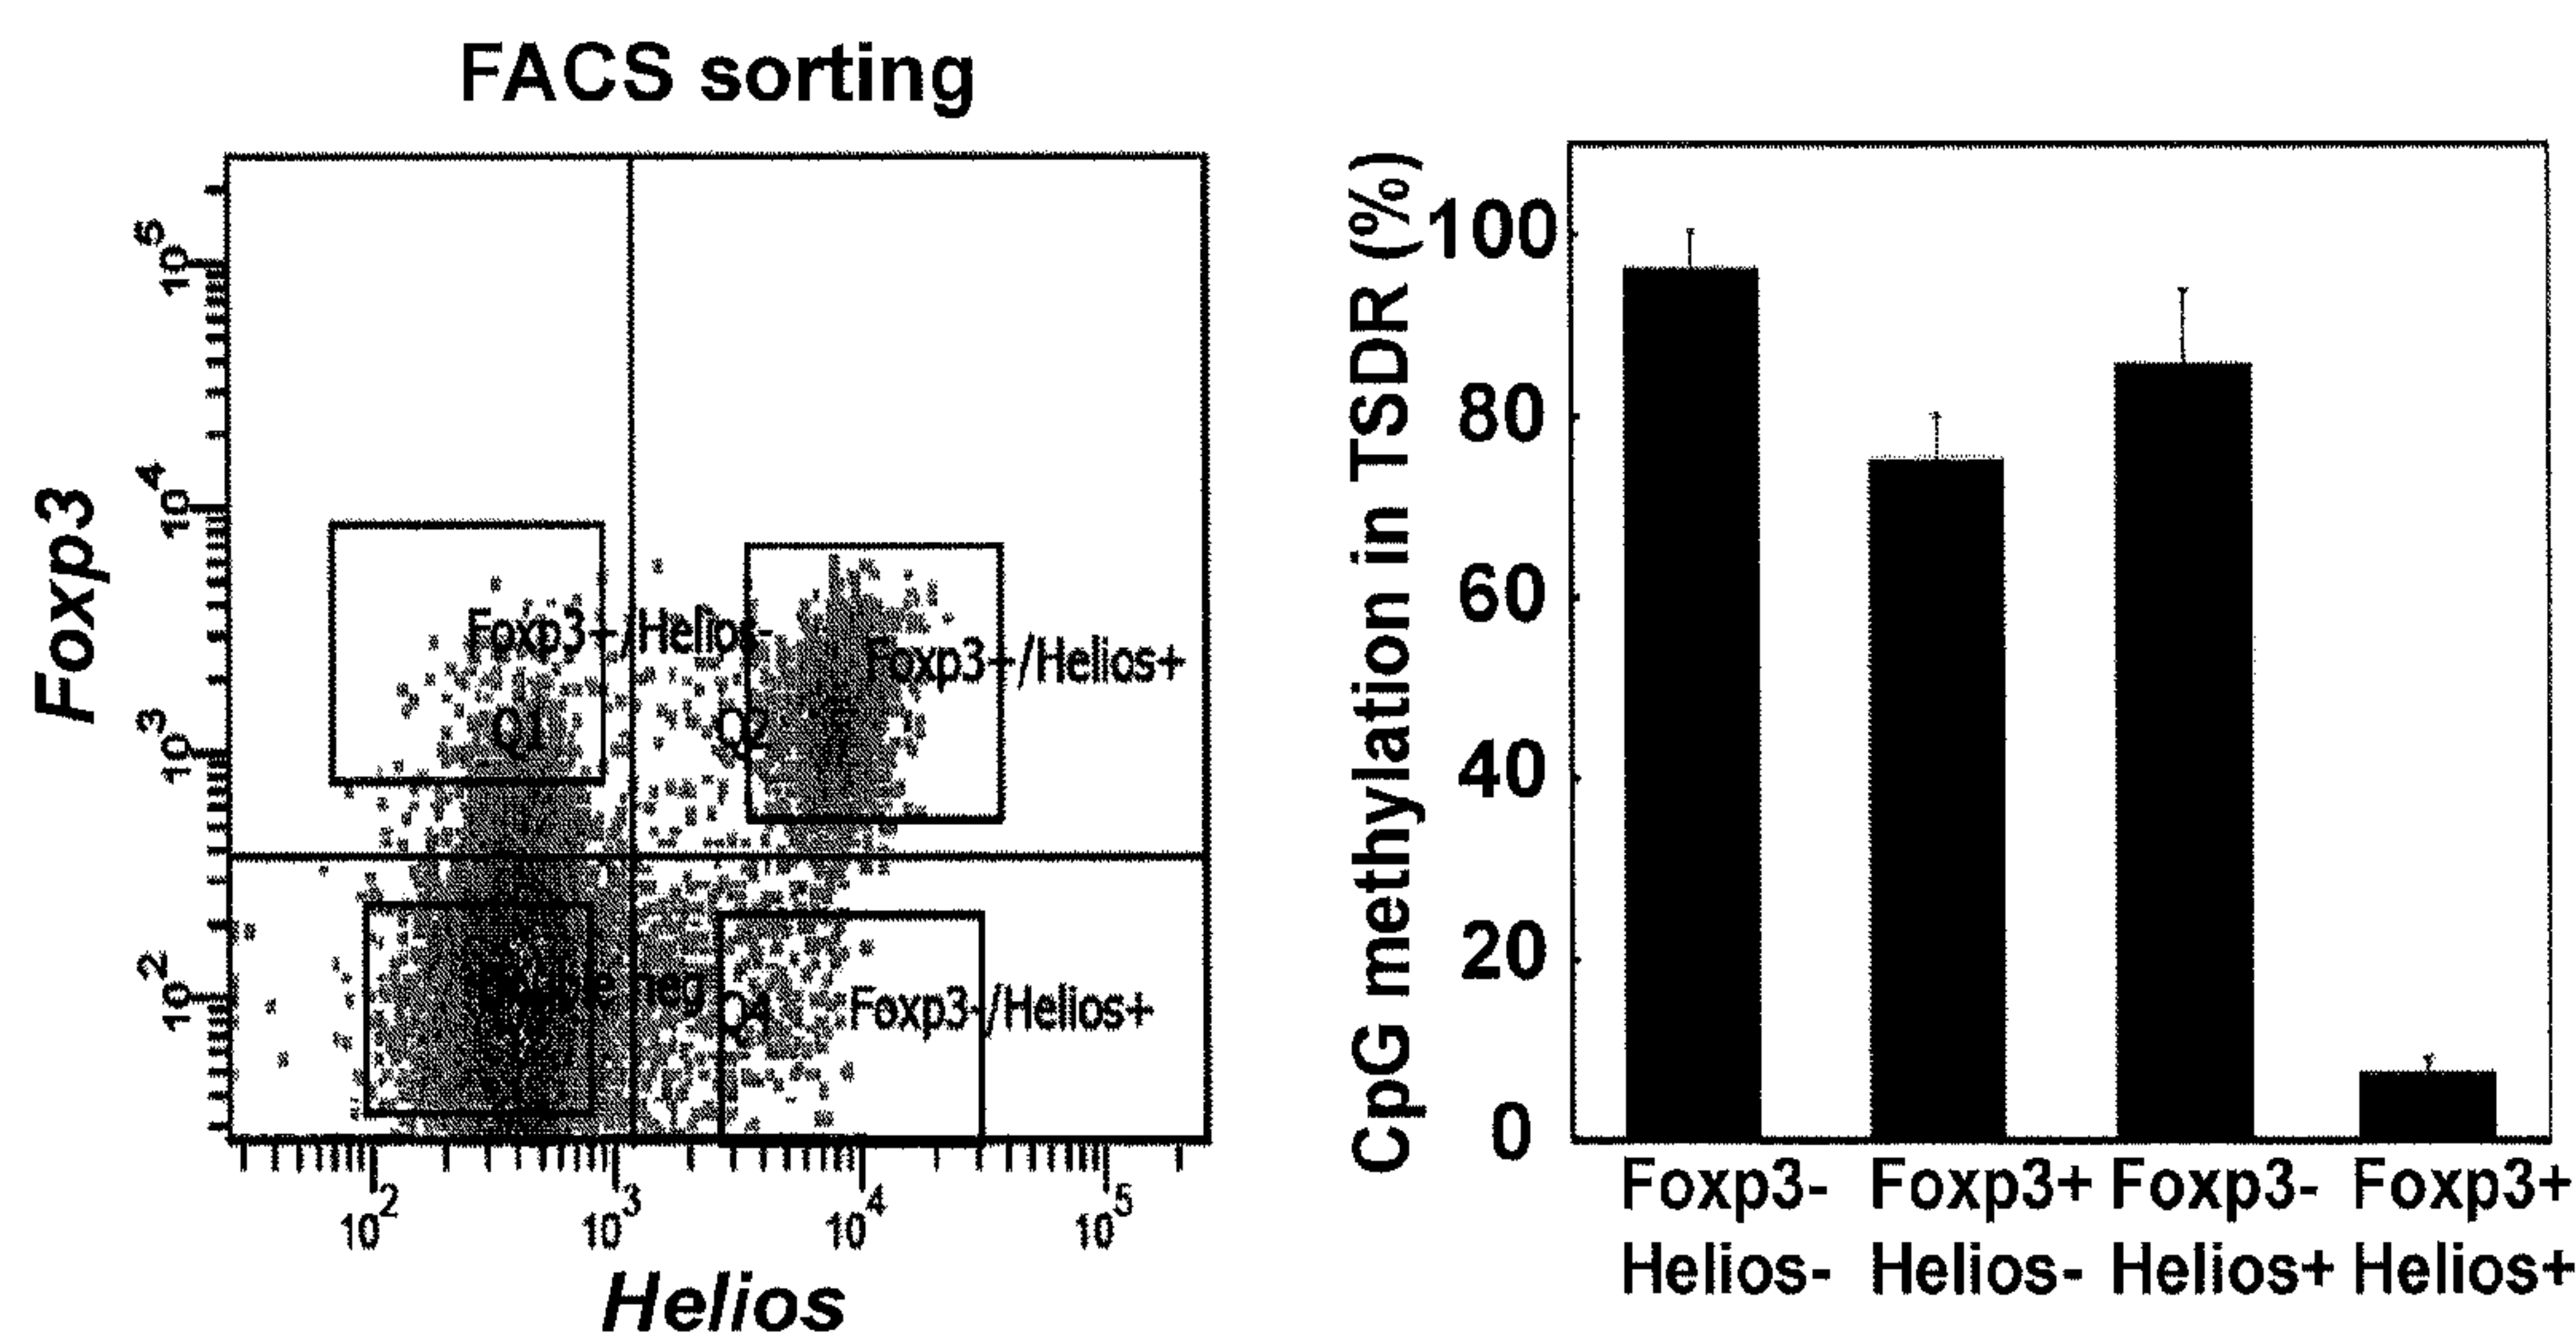 FACS sorting
Foxp3
10^5
10^4
10^3
10^2
Foxp3+/Helios-
Foxp3+/Helios+
Q1
Q2
neg
Q4
Foxp3-/Helios+
10^2
10^3
10^4
10^5
Helios
CpG methylation in TSDR (%)
100
80
60
40
20
0
Foxp3- Foxp3+ Foxp3- Foxp3+
Helios- Helios- Helios+ Helios+